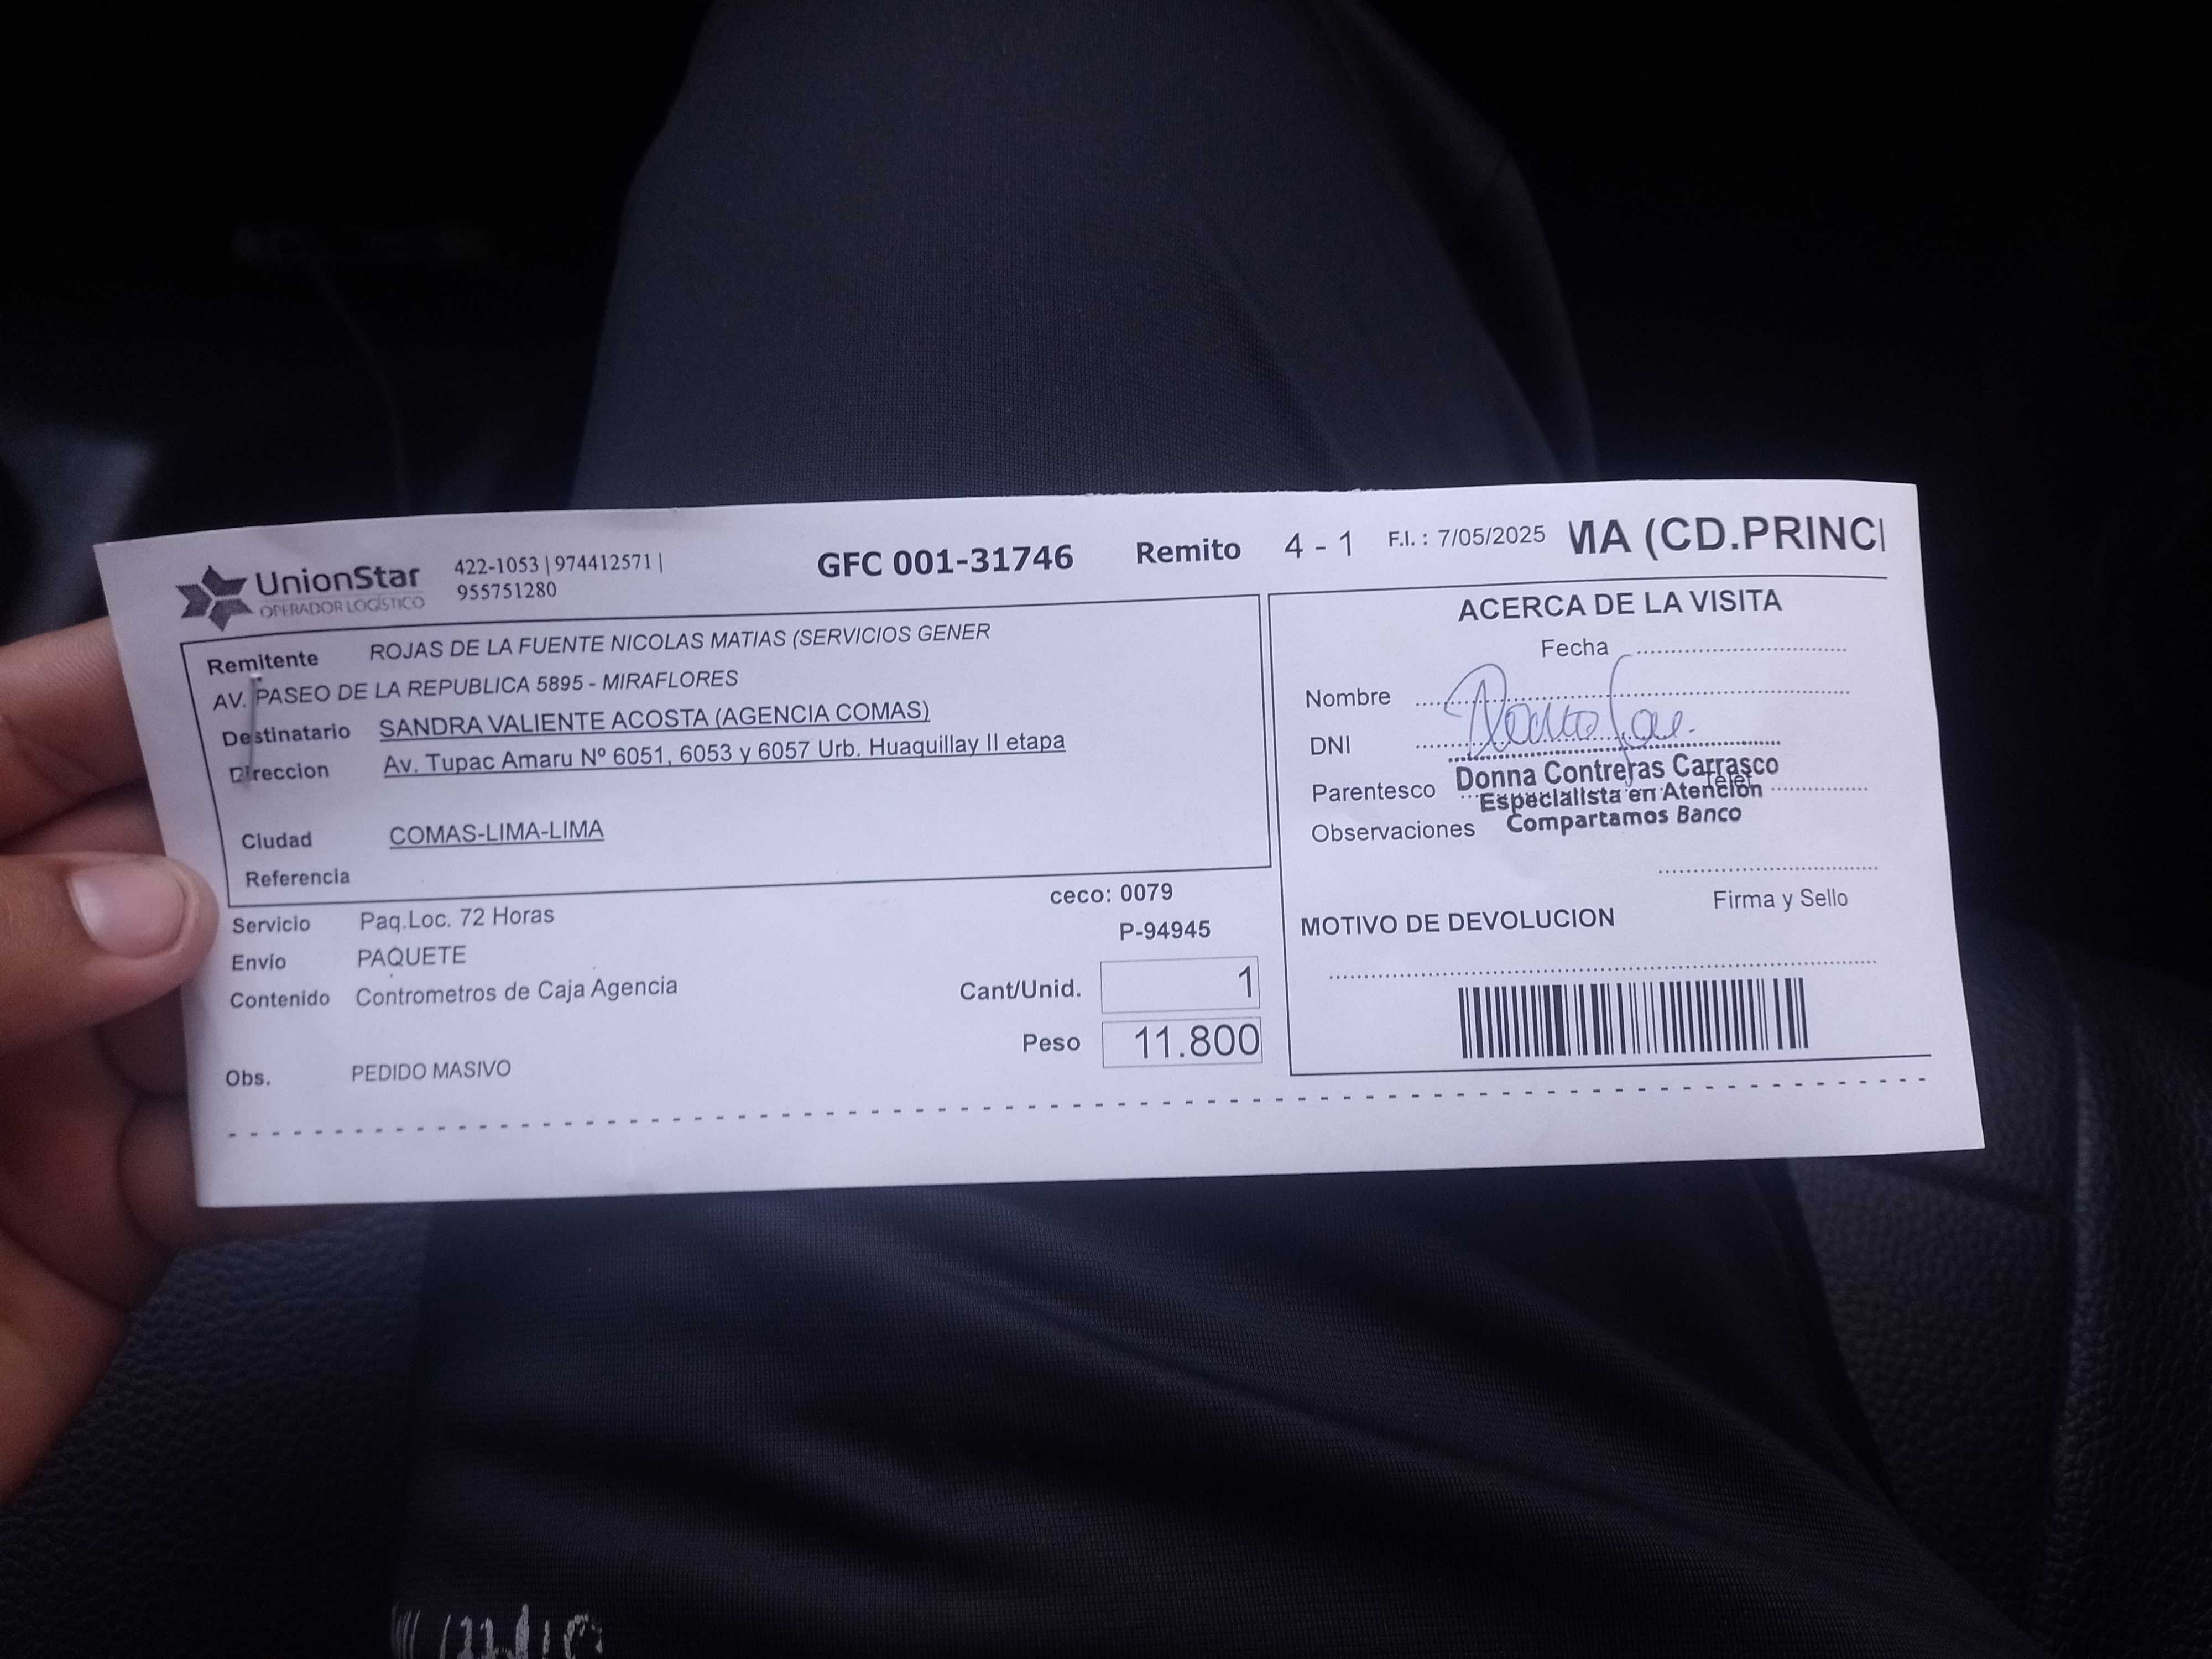 UnionStar
OPERADOR LOGÍSTICO
422-1053 | 974412571 |
955751280
GFC 001-31746
Remito 4 - 1
F.I. : 7/05/2025
MA (CD.PRINCI
Remitente ROJAS DE LA FUENTE NICOLAS MATIAS (SERVICIOS GENER
AV. PASEO DE LA REPUBLICA 5895 - MIRAFLORES
Destinatario SANDRA VALIENTE ACOSTA (AGENCIA COMAS)
Direccion Av. Tupac Amaru Nº 6051, 6053 y 6057 Urb. Huaquillay II etapa
Ciudad COMAS-LIMA-LIMA
Referencia
Servicio Paq.Loc. 72 Horas
Envío PAQUETE
Contenido Contrometros de Caja Agencia
Obs. PEDIDO MASIVO
ceco: 0079
P-94945
Cant/Unid. 1
Peso 11.800
ACERCA DE LA VISITA
Fecha
Nombre
DNI
Parentesco Telef
Donna Contreras Carrasco
Especialista en Atención
Compartamos Banco
Observaciones
Firma y Sello
MOTIVO DE DEVOLUCION